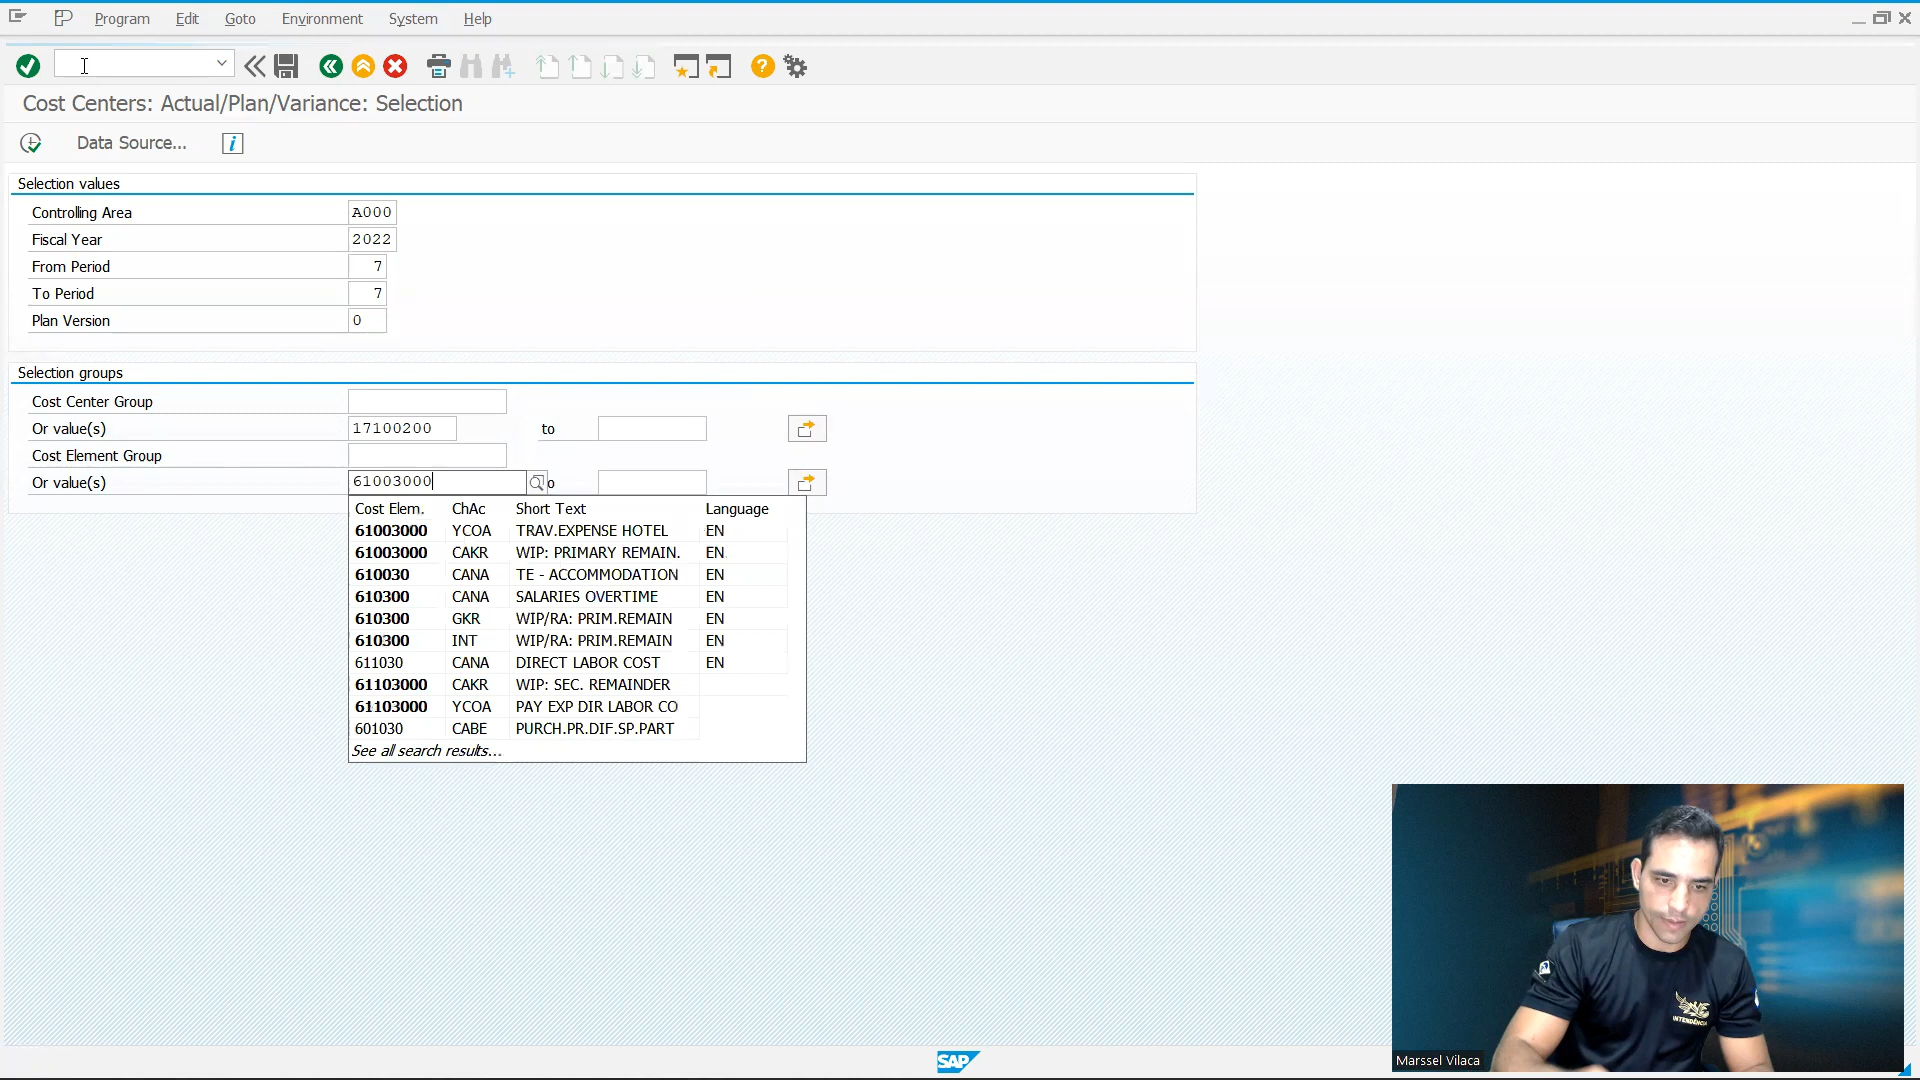 Program Edit Goto Environment System Help
Cost Centers: Actual/Plan/Variance: Selection
Data Source...
Selection values
Controlling Area A000
Fiscal Year 2022
From Period 7
To Period 7
Plan Version 0
Selection groups
Cost Center Group
Or value(s) 17100200 to
Cost Element Group
Or value(s) 61003000 o
Cost Elem. ChAc Short Text Language
61003000 YCOA TRAV.EXPENSE HOTEL EN
61003000 CAKR WIP: PRIMARY REMAIN. EN
610030 CANA TE - ACCOMMODATION EN
610300 CANA SALARIES OVERTIME EN
610300 GKR WIP/RA: PRIM.REMAIN EN
610300 INT WIP/RA: PRIM.REMAIN EN
611030 CANA DIRECT LABOR COST EN
61103000 CAKR WIP: SEC. REMAINDER
61103000 YCOA PAY EXP DIR LABOR CO
601030 CABE PURCH.PR.DIF.SP.PART
See all search results...
INTENDÊNCIA
Marssel Vilaca
SAP